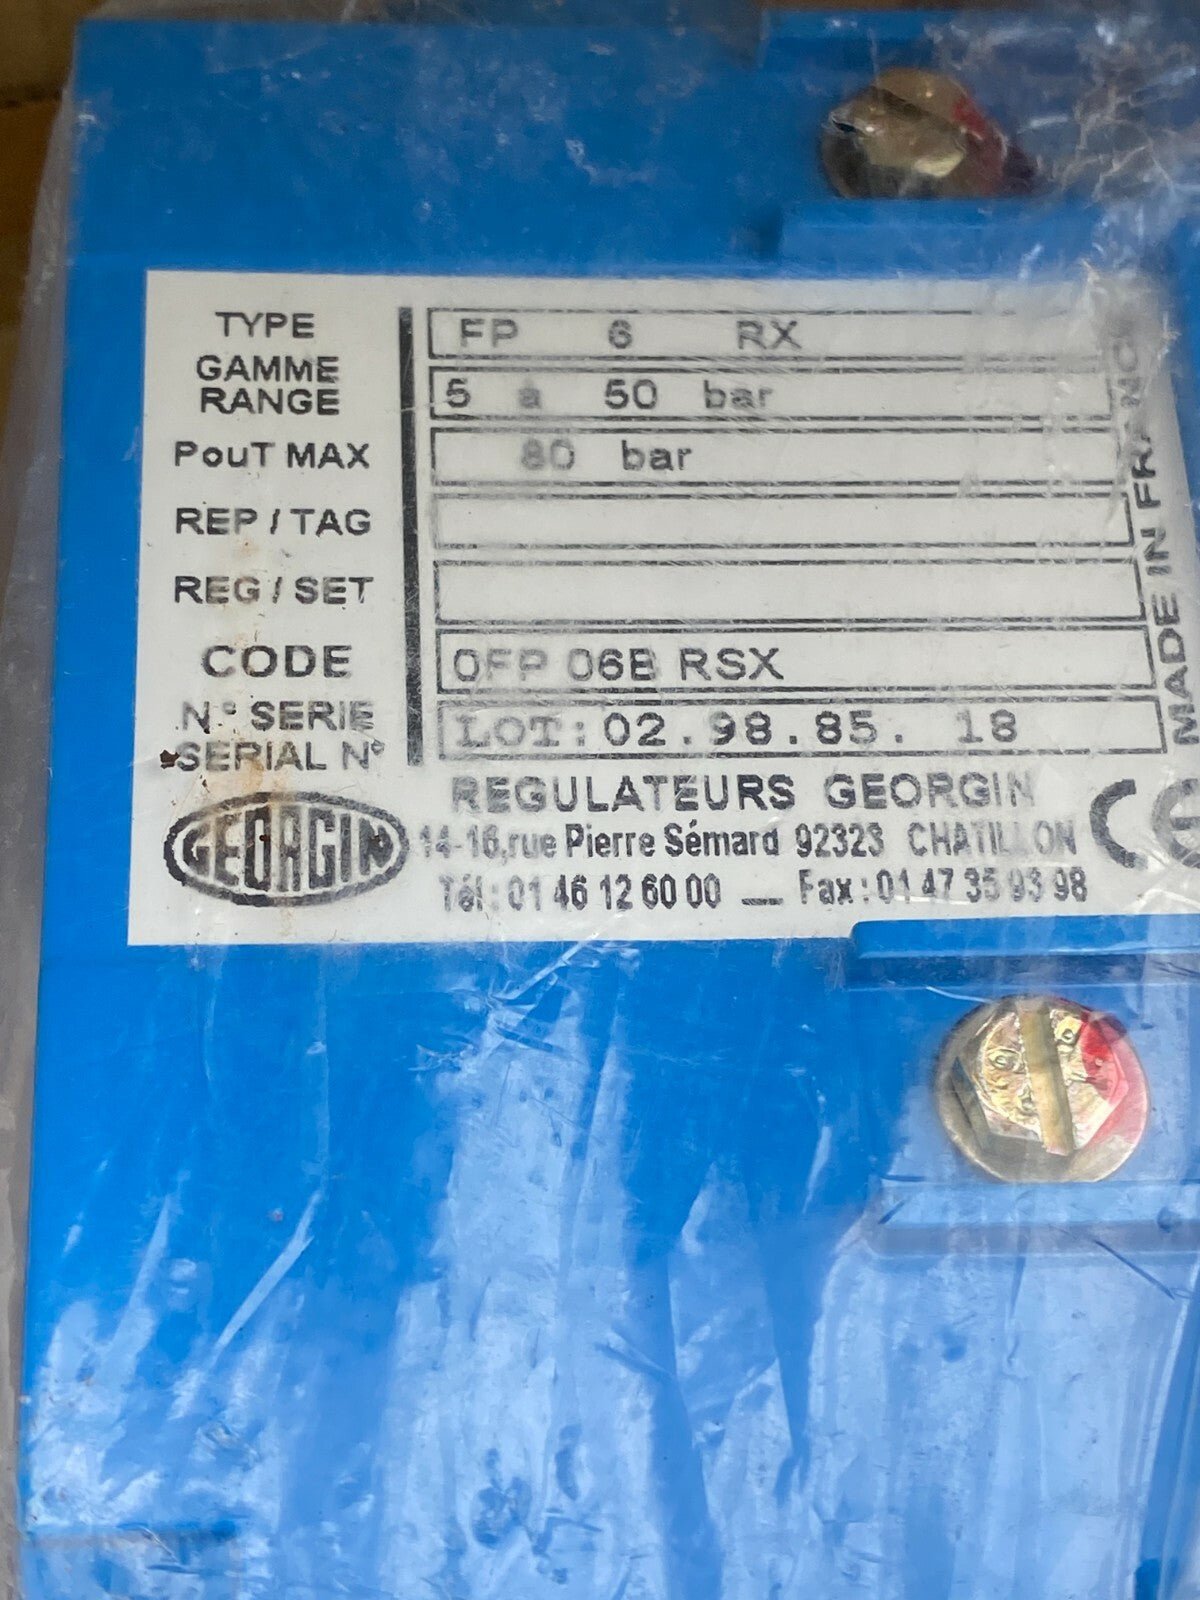 TYPE FP 6 RX
GAMME
RANGE 5 a 50 bar
PouT MAX 80 bar
REP / TAG
REG / SET
CODE 0FP 06B RSX
N° SERIE
SERIAL N° LOT: 02.98.85. 18
MADE IN FRANCE
REGULATEURS GEORGIN
GEORGIN
14-16,rue Pierre Sémard 92323 CHATILLON
Tél : 01 46 12 60 00 __ Fax : 01 47 35 93 98
CE